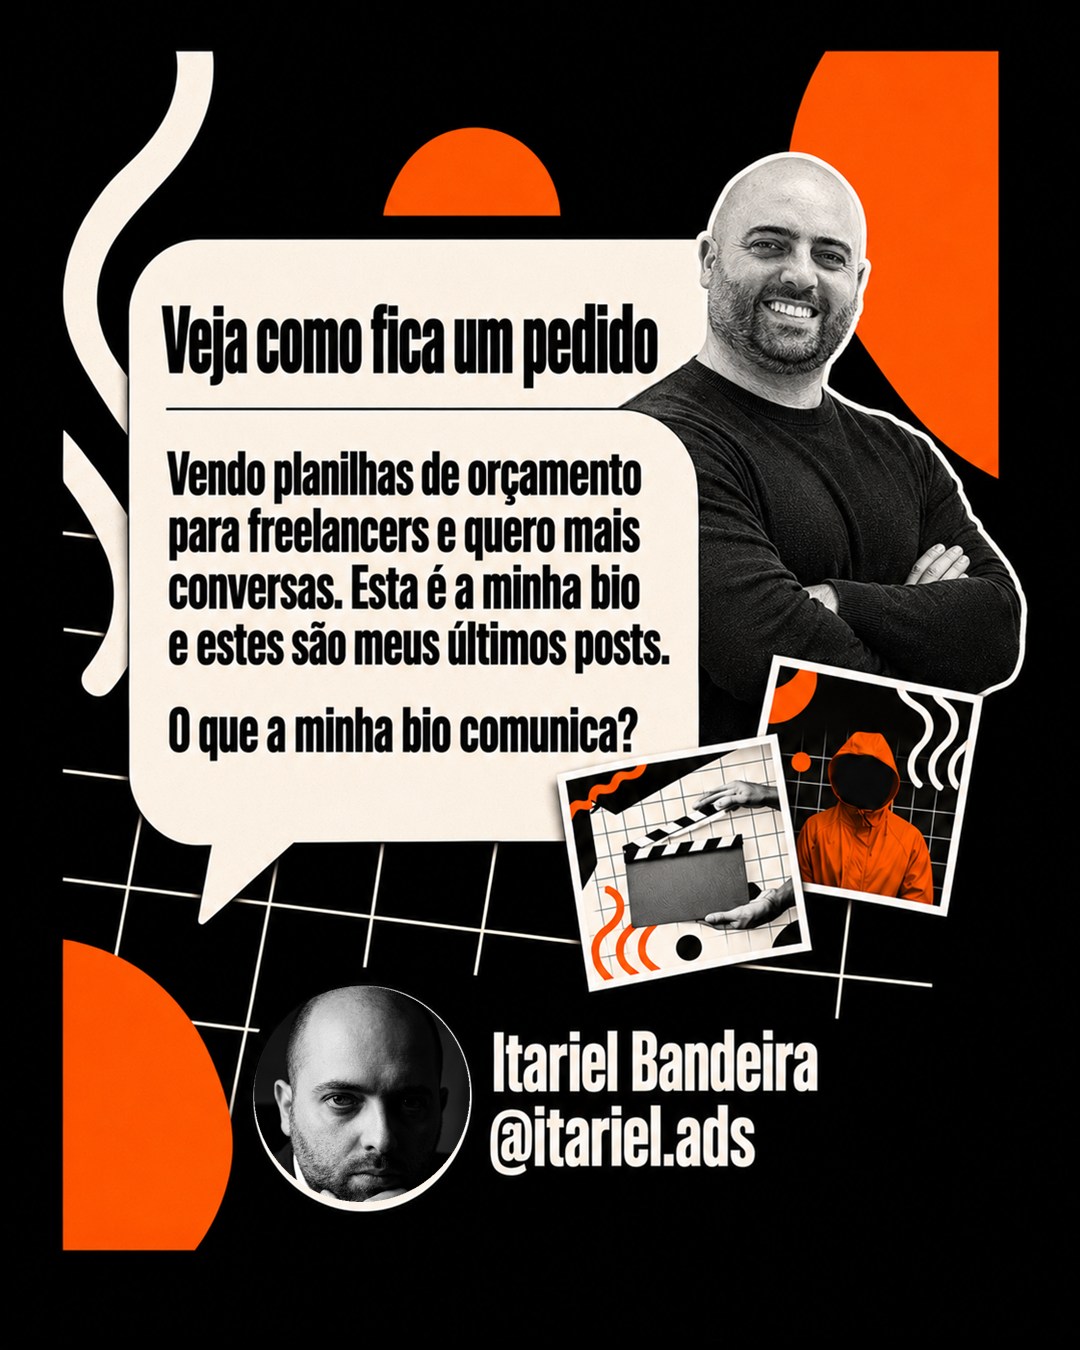 Veja como fica um pedido
Vendo planilhas de orçamento
para freelancers e quero mais
conversas. Esta é a minha bio
e estes são meus últimos posts.
O que a minha bio comunica?
Itariel Bandeira
@itariel.ads